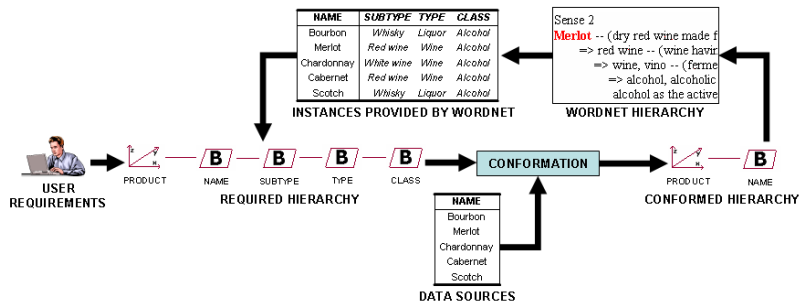 NAME SUBTYPE TYPE CLASS
Bourbon Whisky Liquor Alcohol
Merlot Red wine Wine Alcohol
Chardonnay White wine Wine Alcohol
Cabernet Red wine Wine Alcohol
Scotch Whisky Liquor Alcohol
INSTANCES PROVIDED BY WORDNET
Sense 2
Merlot -- (dry red wine made f
=> red wine -- (wine havir
=> wine, vino -- (ferme
=> alcohol, alcoholic
alcohol as the active
WORDNET HIERARCHY
USER
REQUIREMENTS
z y x
PRODUCT
B
NAME
B
SUBTYPE
B
TYPE
B
CLASS
REQUIRED HIERARCHY
CONFORMATION
z y x
PRODUCT
B
NAME
CONFORMED HIERARCHY
NAME
Bourbon
Merlot
Chardonnay
Cabernet
Scotch
DATA SOURCES